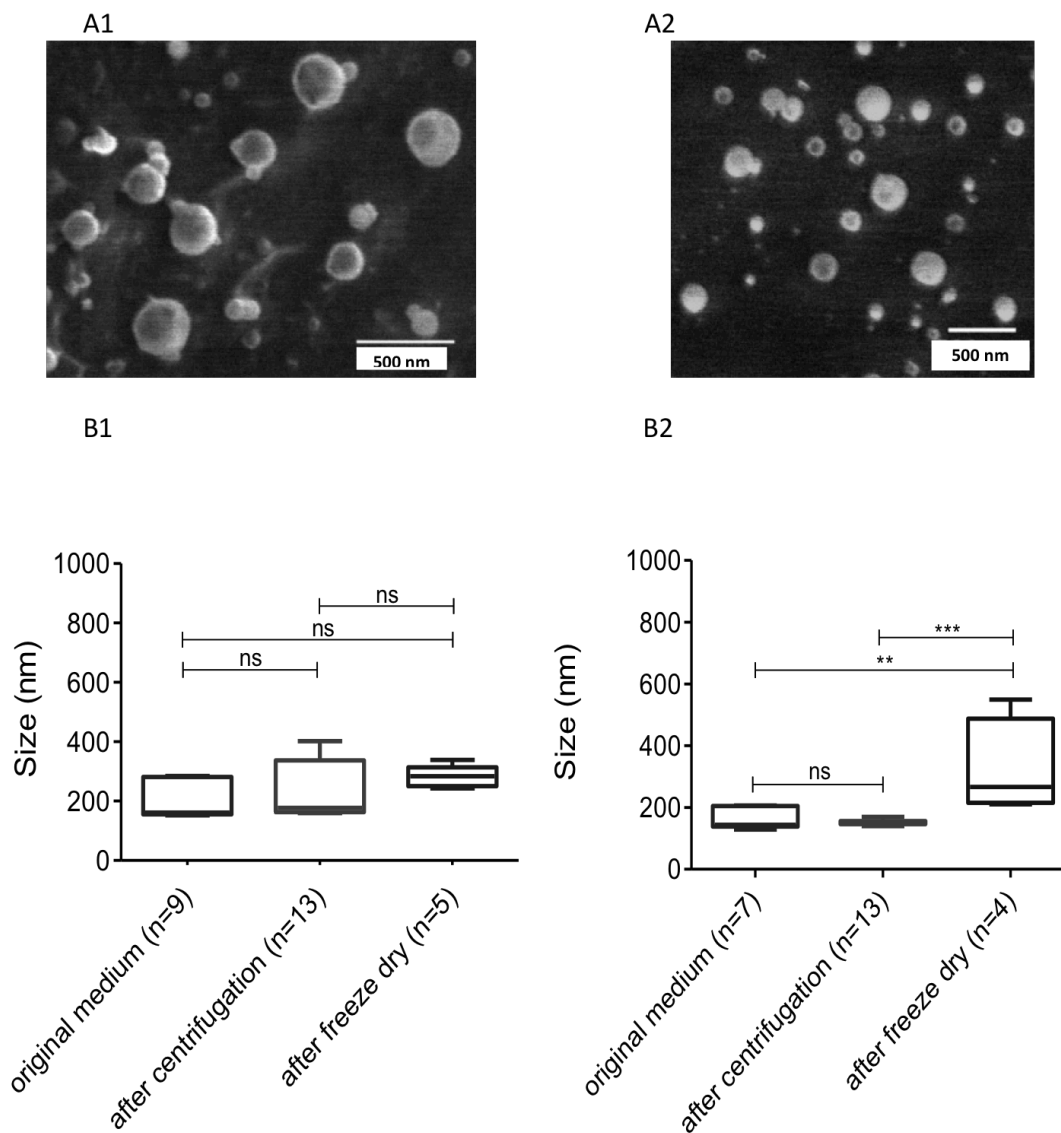 A1
A2
500 nm
500 nm
B1
B2
1000
800
600
400
200
0
Size (nm)
ns
ns
ns
original medium (n=9)
after centrifugation (n=13)
after freeze dry (n=5)
1000
800
600
400
200
0
Size (nm)
***
**
ns
original medium (n=7)
after centrifugation (n=13)
after freeze dry (n=4)